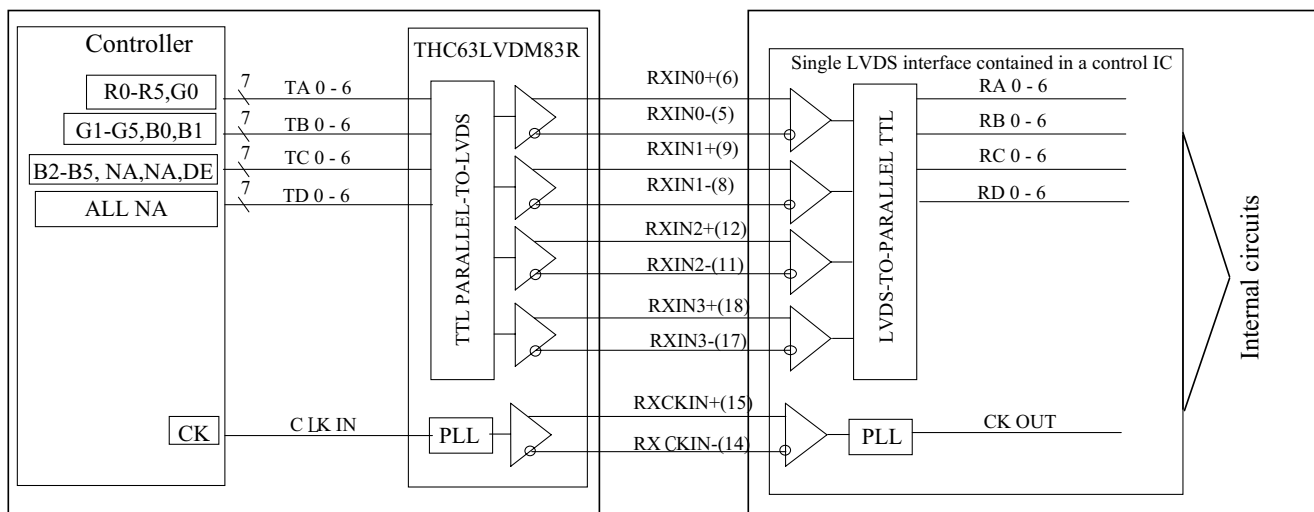 Controller
R0-R5,G0
G1-G5,B0,B1
B2-B5, NA,NA,DE
ALL NA
CK
7
TA 0 - 6
7
TB 0 - 6
7
TC 0 - 6
7
TD 0 - 6
CLK IN
THC63LVDM83R
TTL PARALLEL-TO-LVDS
PLL
RXIN0+(6)
RXIN0-(5)
RXIN1+(9)
RXIN1-(8)
RXIN2+(12)
RXIN2-(11)
RXIN3+(18)
RXIN3-(17)
RXCKIN+(15)
RXCKIN-(14)
Single LVDS interface contained in a control IC
LVDS-TO-PARALLEL TTL
PLL
RA 0 - 6
RB 0 - 6
RC 0 - 6
RD 0 - 6
CK OUT
Internal circuits